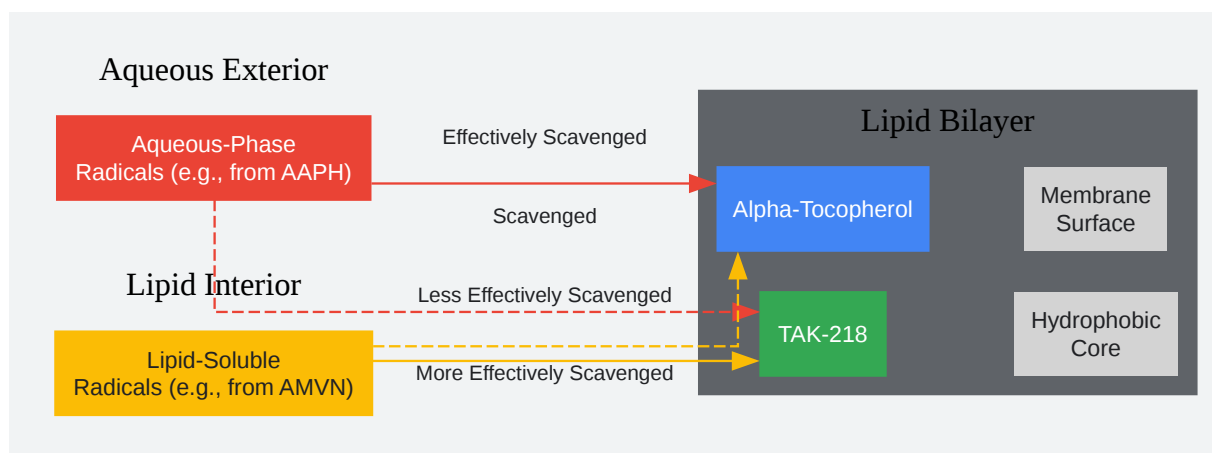 Aqueous Exterior
Aqueous-Phase
Radicals (e.g., from AAPH)
Effectively Scavenged
Scavenged
Lipid Bilayer
Alpha-Tocopherol
Membrane
Surface
Lipid Interior
Less Effectively Scavenged
TAK-218
Hydrophobic
Core
Lipid-Soluble
Radicals (e.g., from AMVN)
More Effectively Scavenged